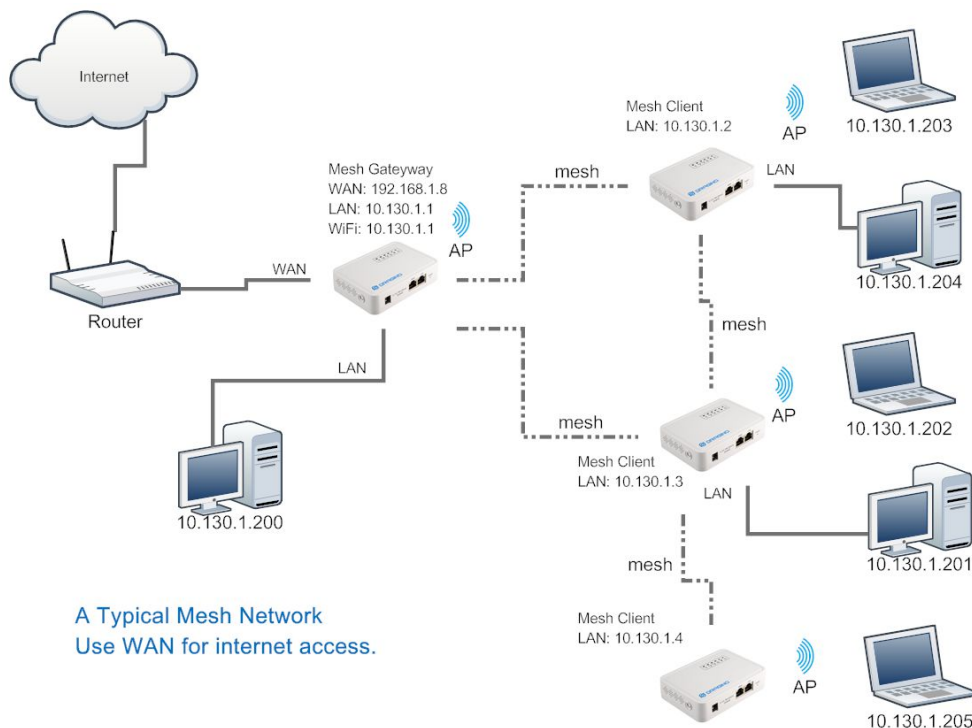 Internet
Router
WAN
Mesh Gateyway
WAN: 192.168.1.8
LAN: 10.130.1.1
WiFi: 10.130.1.1
AP
LAN
10.130.1.200
mesh
mesh
Mesh Client
LAN: 10.130.1.2
AP
10.130.1.203
LAN
10.130.1.204
mesh
AP
10.130.1.202
Mesh Client
LAN: 10.130.1.3
LAN
10.130.1.201
mesh
Mesh Client
LAN: 10.130.1.4
AP
10.130.1.205
A Typical Mesh Network
Use WAN for internet access.